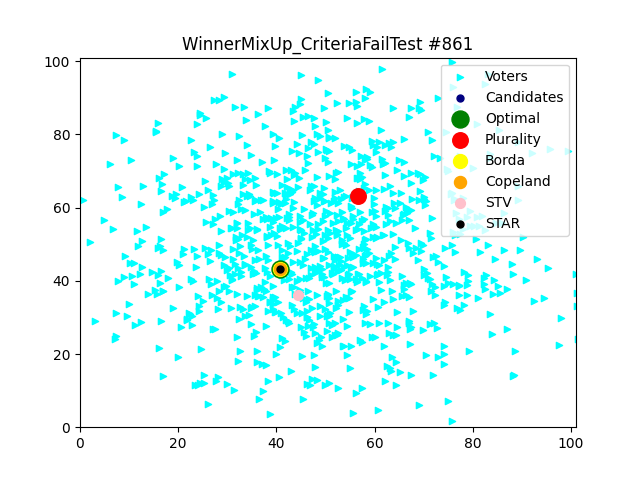 WinnerMixUp_CriteriaFailTest #861
100
80
60
40
20
0
0
20
40
60
80
100
Voters
Candidates
Optimal
Plurality
Borda
Copeland
STV
STAR